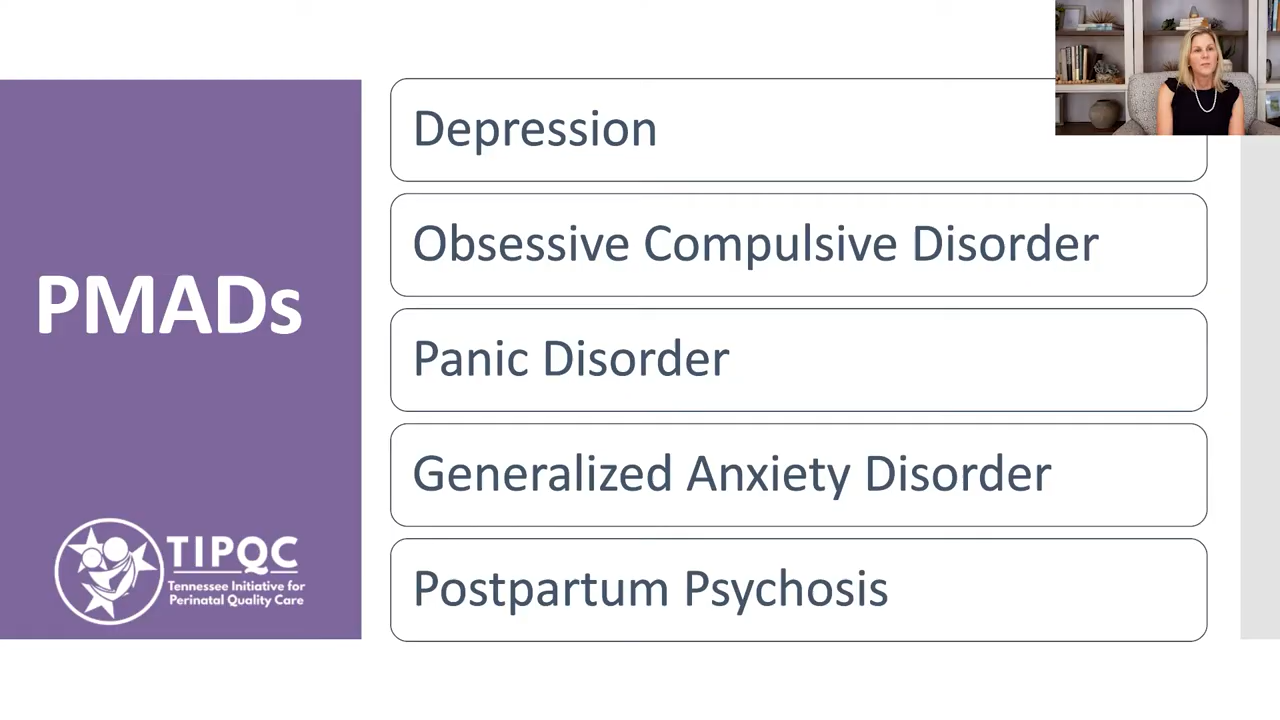 PMADs
Depression
Obsessive Compulsive Disorder
Panic Disorder
Generalized Anxiety Disorder
Postpartum Psychosis
TIPQC
Tennessee Initiative for
Perinatal Quality Care